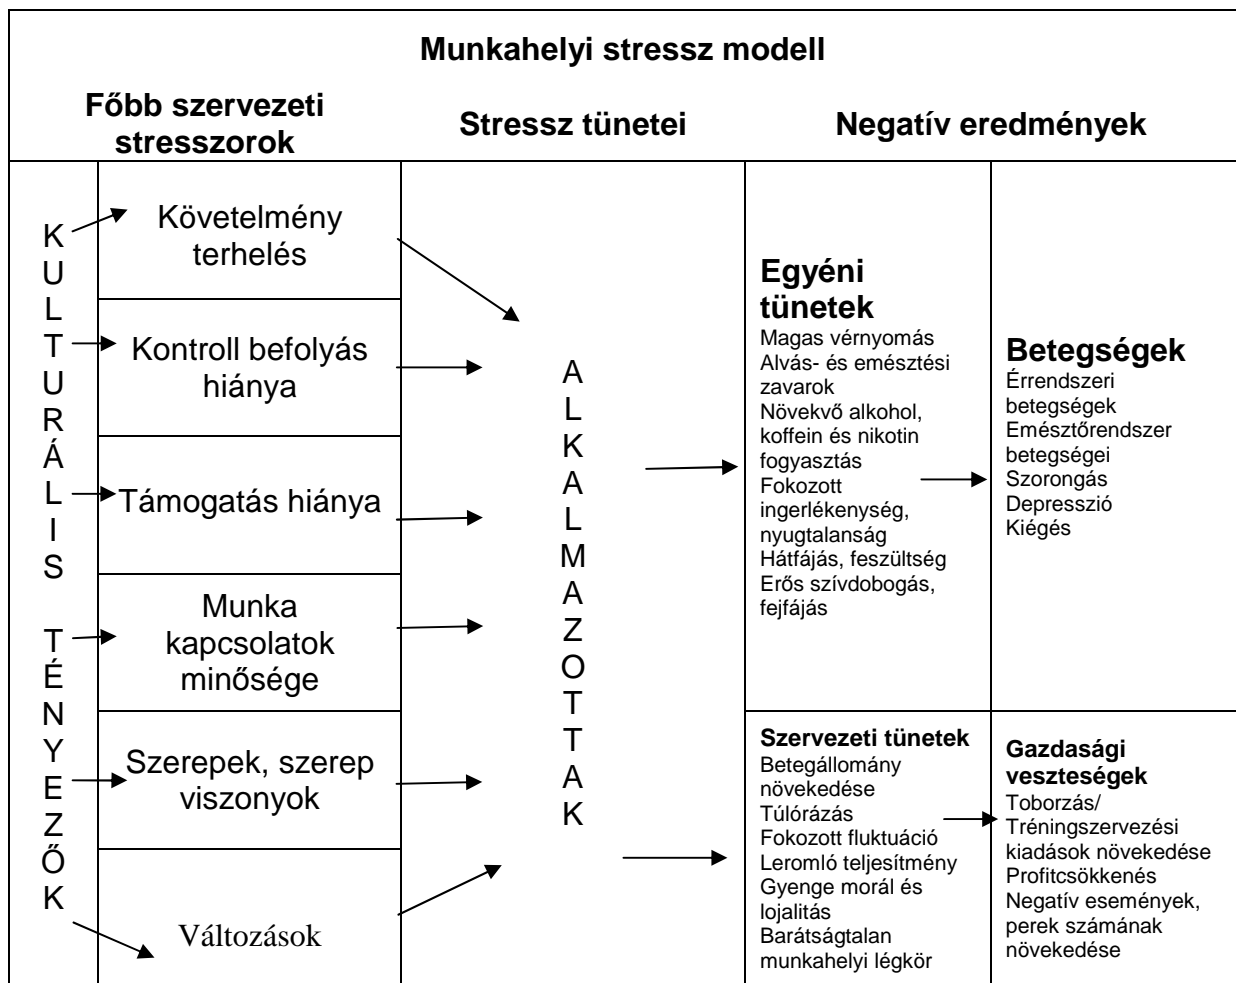 Munkahelyi stressz modell
Főbb szervezeti
stresszorok
Stressz tünetei
Negatív eredmények
KULTURÁLIS TÉNYEZŐK
Követelmény
terhelés
Kontroll befolyás
hiánya
Támogatás hiánya
Munka
kapcsolatok
minősége
Szerepek, szerep
viszonyok
Változások
ALKALMAZOTTAK
Egyéni
tünetek
Magas vérnyomás
Alvás- és emésztési
zavarok
Növekvő alkohol,
koffein és nikotin
fogyasztás
Fokozott
ingerlékenység,
nyugtalanság
Hátfájás, feszültség
Erős szívdobogás,
fejfájás
Betegségek
Érrendszeri
betegségek
Emésztőrendszer
betegségei
Szorongás
Depresszió
Kiégés
Szervezeti tünetek
Betegállomány
növekedése
Túlórázás
Fokozott fluktuáció
Leromló teljesítmény
Gyenge morál és
lojalitás
Barátságtalan
munkahelyi légkör
Gazdasági
veszteségek
Toborzás/
Tréningszervezési
kiadások növekedése
Profitcsökkenés
Negatív események,
perek számának
növekedése